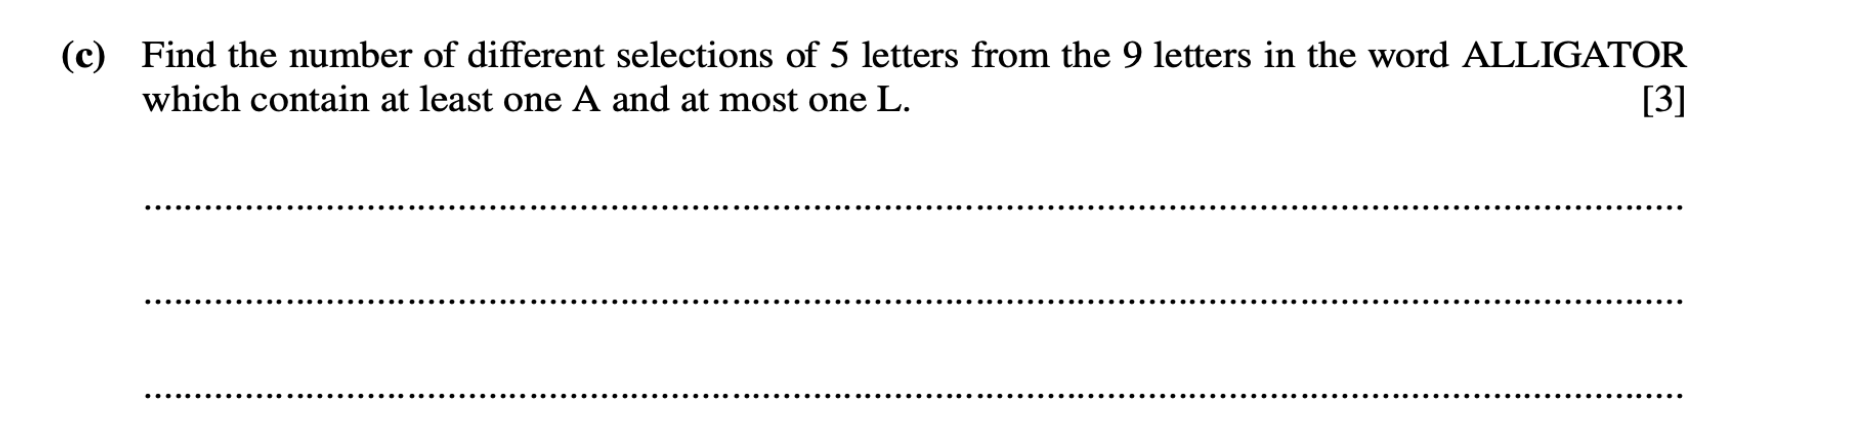 (c) Find the number of different selections of 5 letters from the 9 letters in the word ALLIGATOR
which contain at least one A and at most one L. [3]